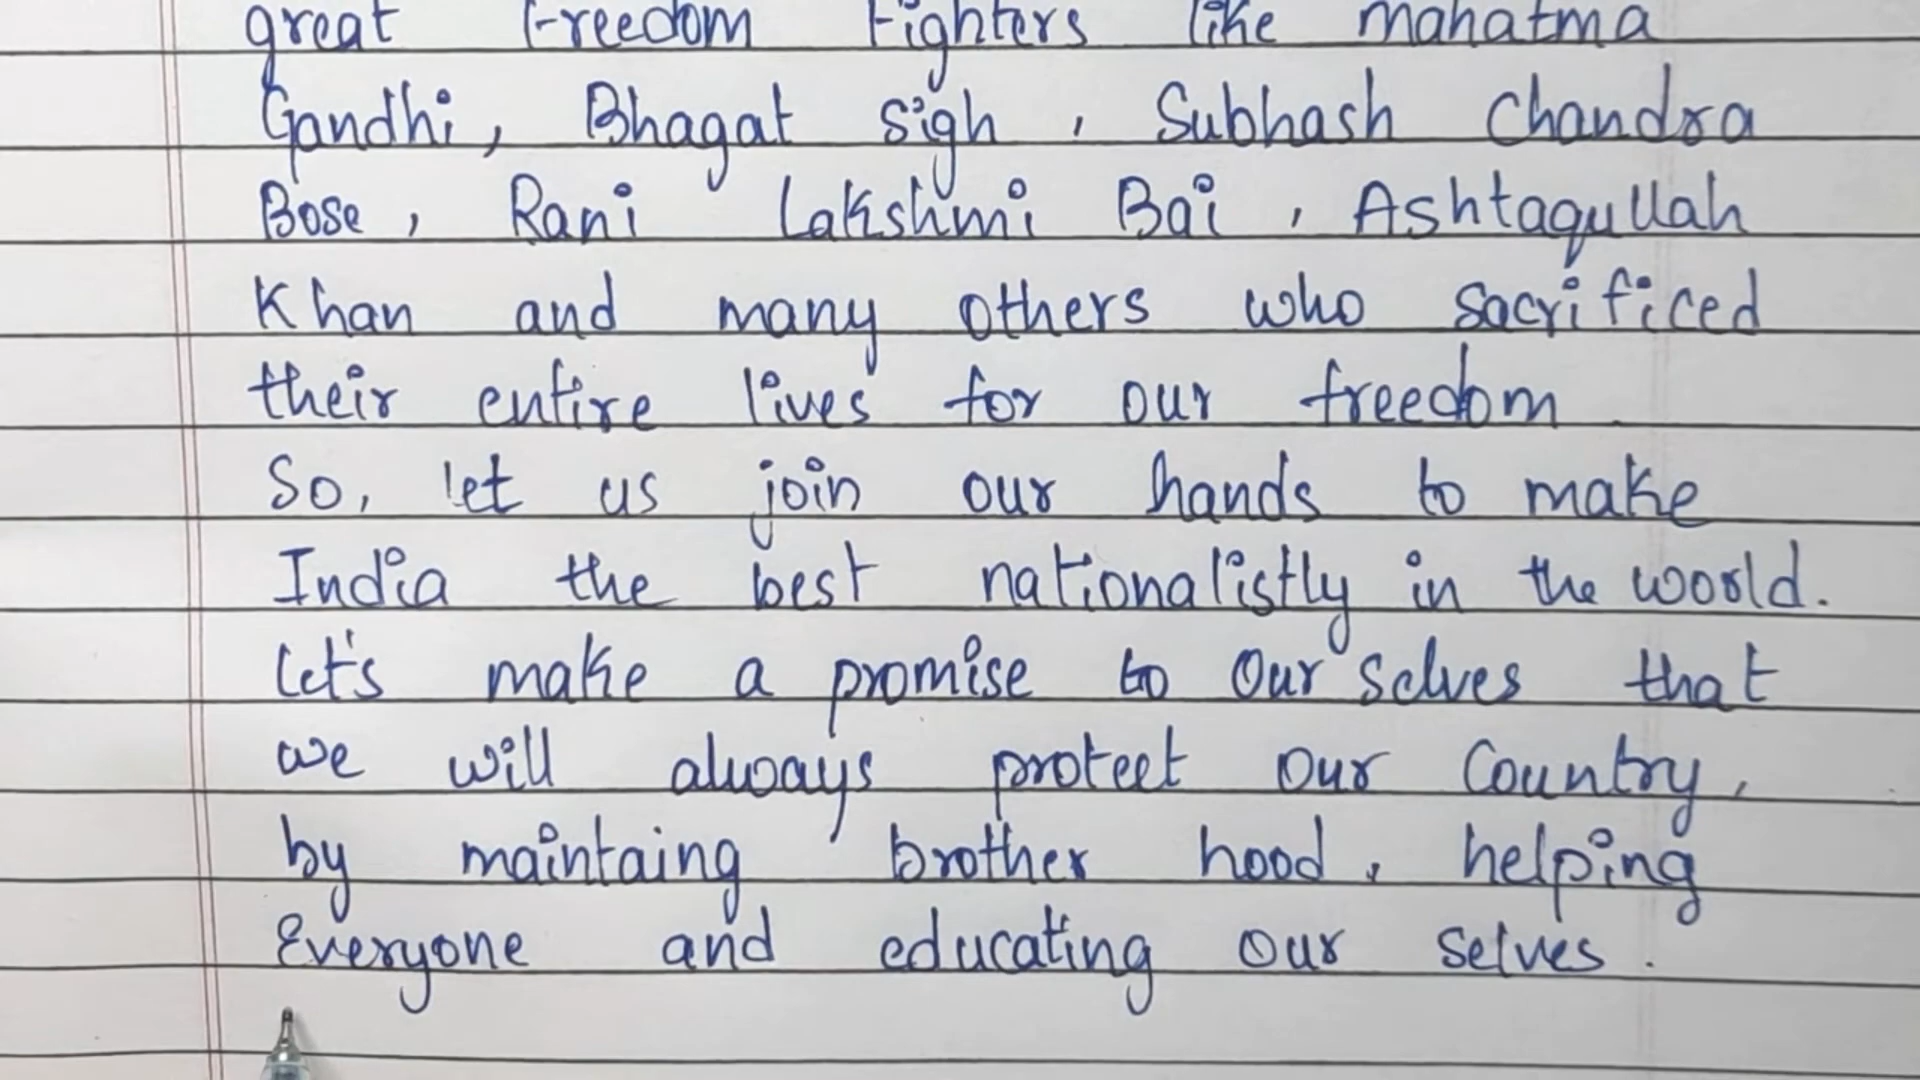 great Freedom Fighters like Mahatma
Gandhi, Bhagat Sigh, Subhash Chandra
Bose, Rani Lakshmi Bai, Ashtaqullah
Khan and many others who sacrificed
their entire lives for our freedom.
So, let us join our hands to make
India the best nationalistly in the world.
Let's make a promise to our selves that
we will always protect our Country,
by maintaing brother hood, helping
Everyone and educating our selves.